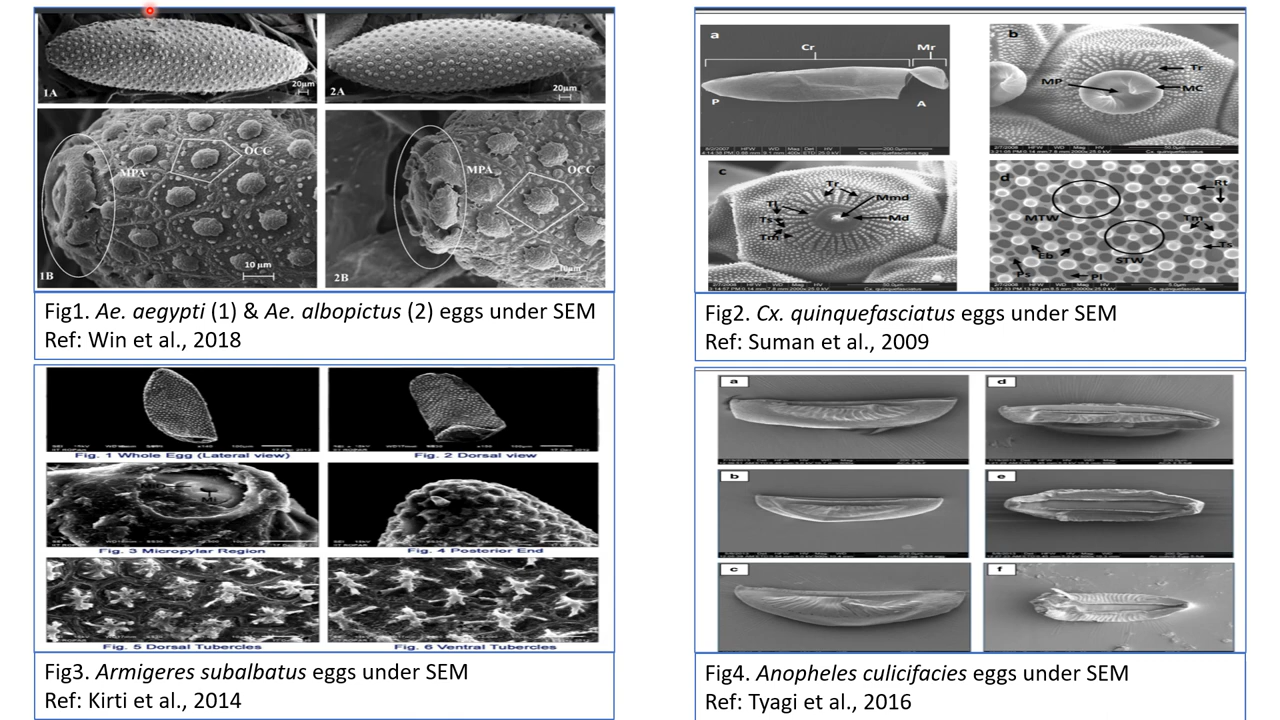 1A
20µm
2A
20µm
MPA
OCC
1B
10 µm
MPA
OCC
2B
Fig1. Ae. aegypti (1) & Ae. albopictus (2) eggs under SEM
Ref: Win et al., 2018
a
Cr
Mr
P
A
b
Tr
MP
MC
c
Tr
Mmd
Tl
Ts
Md
Tm
d
Rt
MTW
Tm
Ts
Eb
STW
Ps
Pl
Fig2. Cx. quinquefasciatus eggs under SEM
Ref: Suman et al., 2009
Fig. 1 Whole Egg (Lateral view)
Fig. 2 Dorsal view
Fig. 3 Micropylar Region
Fig. 4 Posterior End
Fig. 5 Dorsal Tubercles
Fig. 6 Ventral Tubercles
Fig3. Armigeres subalbatus eggs under SEM
Ref: Kirti et al., 2014
a
d
b
e
c
f
Fig4. Anopheles culicifacies eggs under SEM
Ref: Tyagi et al., 2016